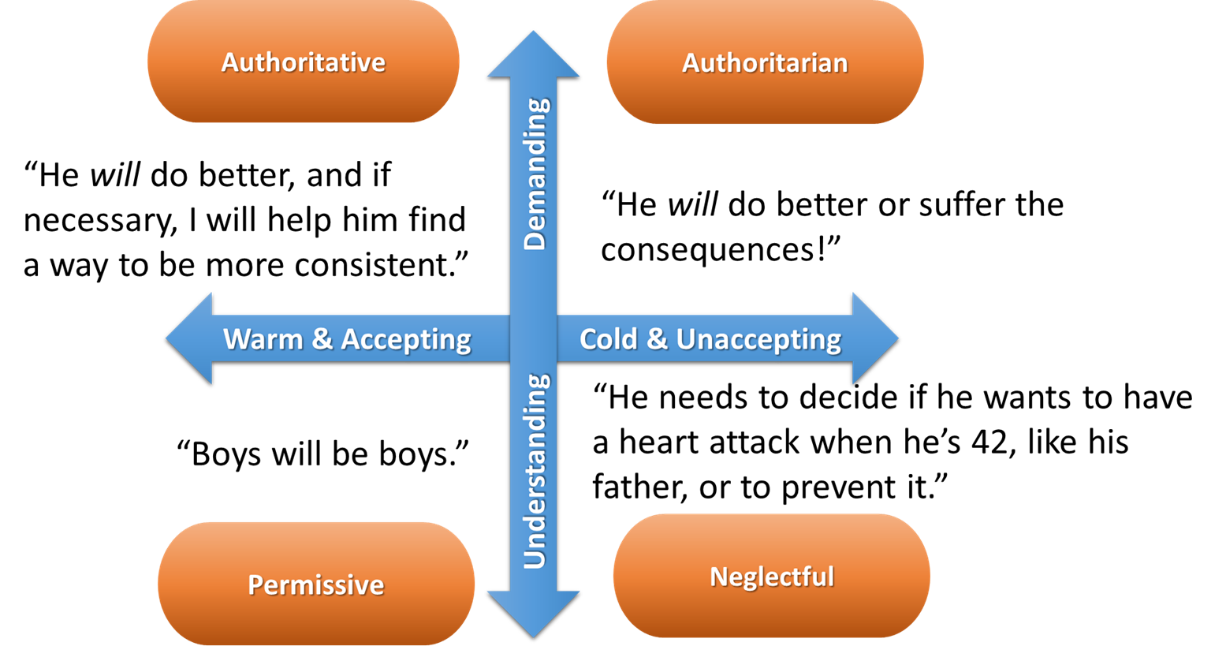 Authoritative
Authoritarian
Demanding
“He will do better, and if
necessary, I will help him find
a way to be more consistent.”
“He will do better or suffer the
consequences!”
Warm & Accepting
Cold & Unaccepting
Understanding
“Boys will be boys.”
“He needs to decide if he wants to have
a heart attack when he’s 42, like his
father, or to prevent it.”
Permissive
Neglectful